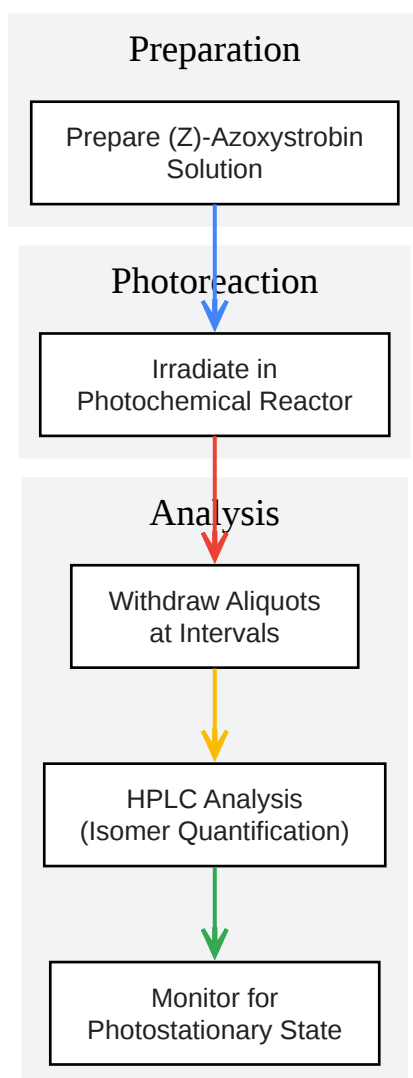 Preparation
Prepare (Z)-Azoxystrobin
Solution
Photoreaction
Irradiate in
Photochemical Reactor
Analysis
Withdraw Aliquots
at Intervals
HPLC Analysis
(Isomer Quantification)
Monitor for
Photostationary State